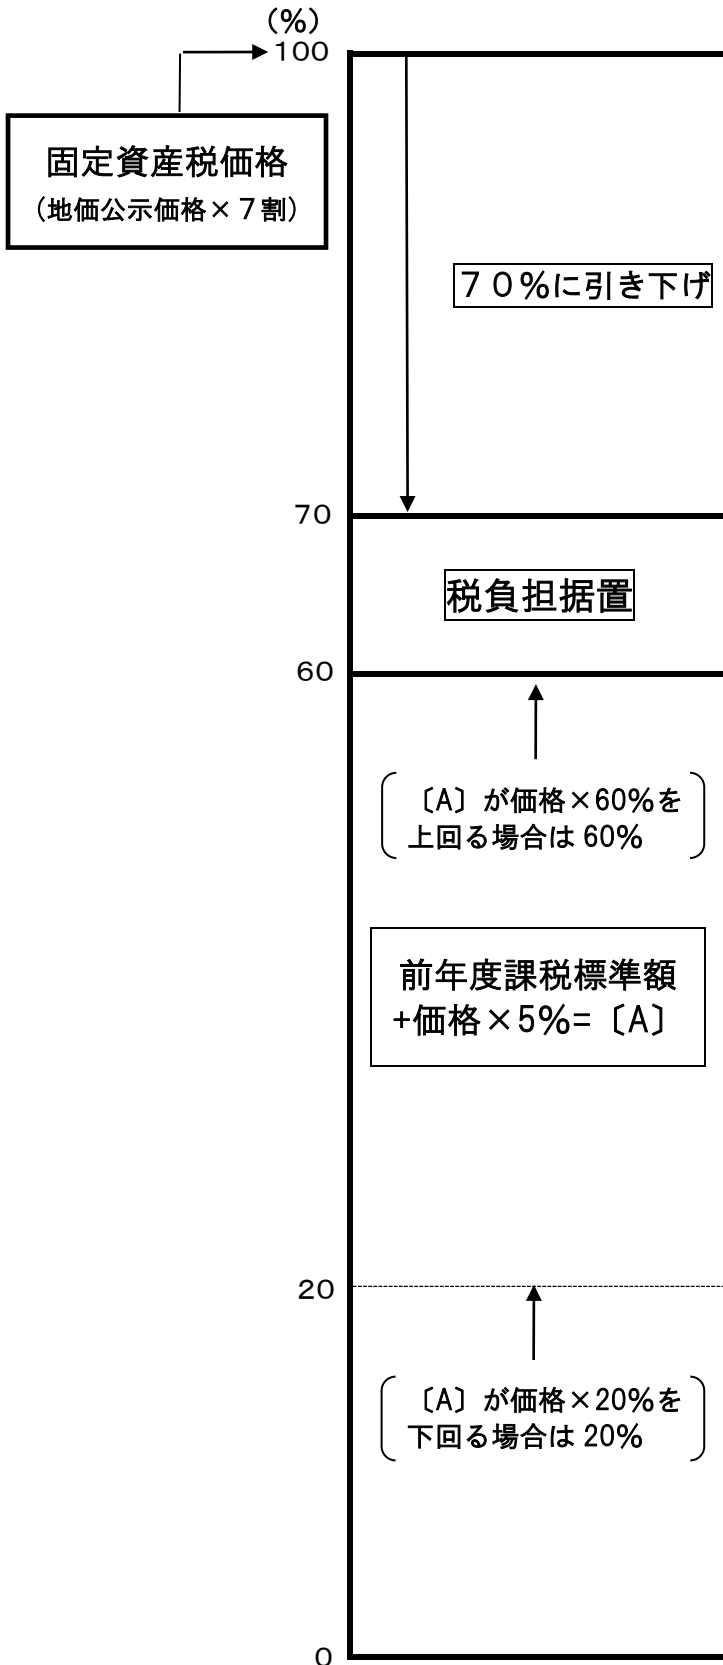 （％）
100
固定資産税価格
（地価公示価格×７割）
７０％に引き下げ
70
税負担据置
60
〔A〕が価格×60％を
上回る場合は 60％
前年度課税標準額
+価格×5％=〔A〕
20
〔A〕が価格×20％を
下回る場合は 20％
0